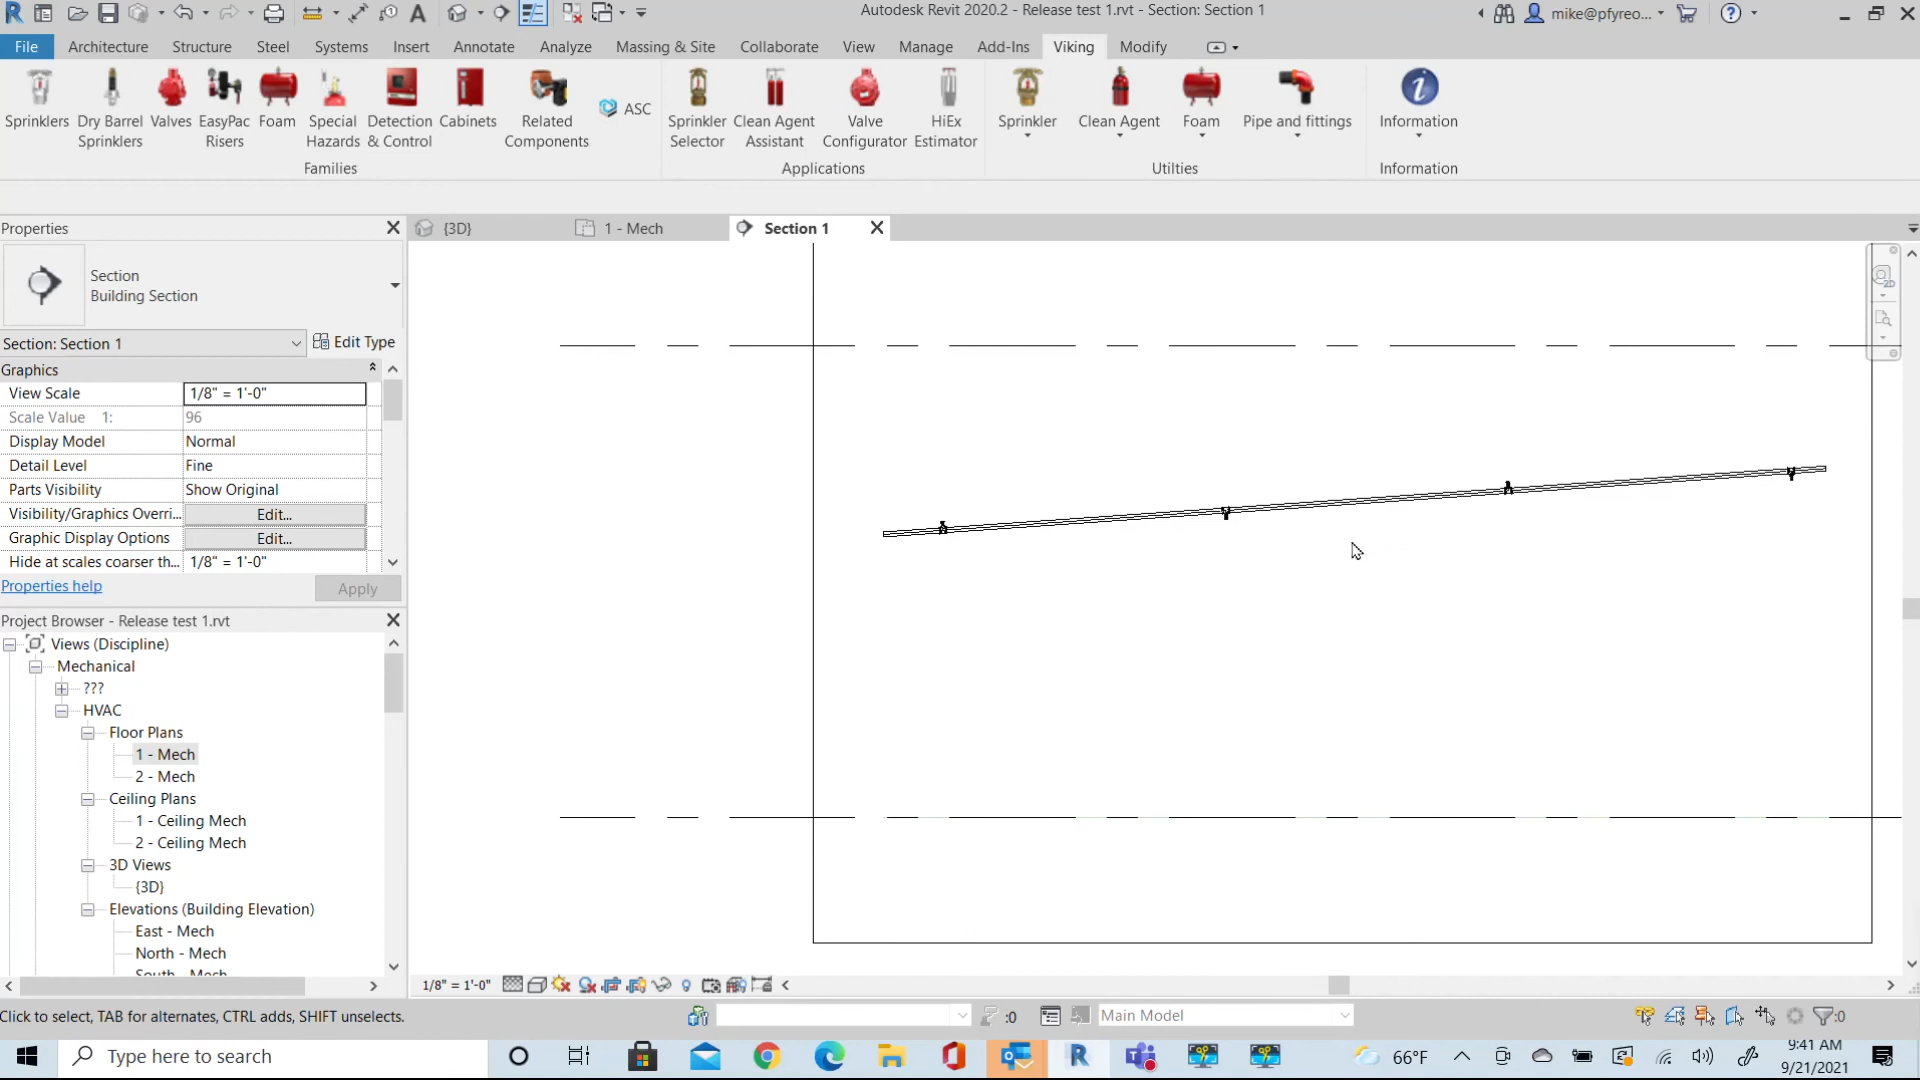 Autodesk Revit 2020.2 - Release test 1.rvt - Section: Section 1
mike@pfyreo...
File Architecture Structure Steel Systems Insert Annotate Analyze Massing & Site Collaborate View Manage Add-Ins Viking Modify
Sprinklers
Dry Barrel
Sprinklers
Valves
EasyPac
Risers
Foam
Special
Hazards
Detection
& Control
Cabinets
Related
Components
ASC
Sprinkler
Selector
Clean Agent
Assistant
Valve
Configurator
HiEx
Estimator
Sprinkler
Clean Agent
Foam
Pipe and fittings
Information
Families
Applications
Utilties
Information
Properties
{3D}
1 - Mech
Section 1
Section
Building Section
Section: Section 1
Edit Type
Graphics
View Scale 1/8" = 1'-0"
Scale Value 1: 96
Display Model Normal
Detail Level Fine
Parts Visibility Show Original
Visibility/Graphics Overri... Edit...
Graphic Display Options Edit...
Hide at scales coarser th... 1/8" = 1'-0"
Properties help
Apply
Project Browser - Release test 1.rvt
Views (Discipline)
Mechanical
???
HVAC
Floor Plans
1 - Mech
2 - Mech
Ceiling Plans
1 - Ceiling Mech
2 - Ceiling Mech
3D Views
{3D}
Elevations (Building Elevation)
East - Mech
North - Mech
South - Mech
2D
1/8" = 1'-0"
Click to select, TAB for alternates, CTRL adds, SHIFT unselects.
:0
Main Model
:0
Type here to search
66°F
9:41 AM
9/21/2021